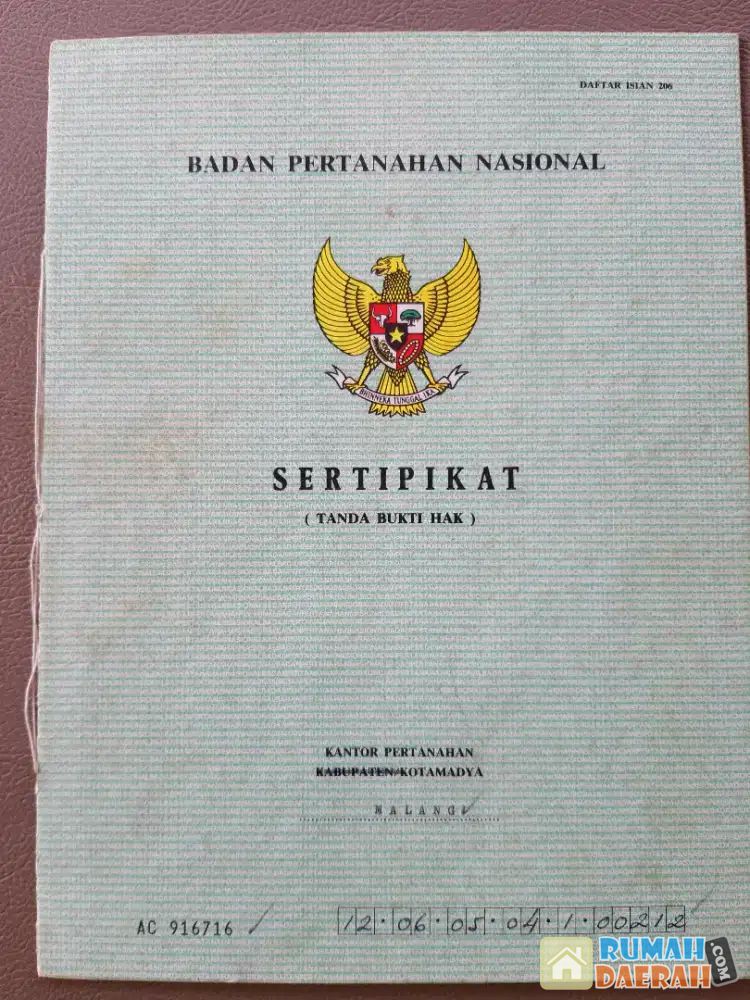 DAFTAR ISIAN 206
BADAN PERTANAHAN NASIONAL
BHINNEKA TUNGGAL IKA
SERTIPIKAT
( TANDA BUKTI HAK )
KANTOR PERTANAHAN
KABUPATEN/KOTAMADYA
MALANG
AC 916716
12.06.05.04.1.00212
RUMAH
DAERAH
.COM